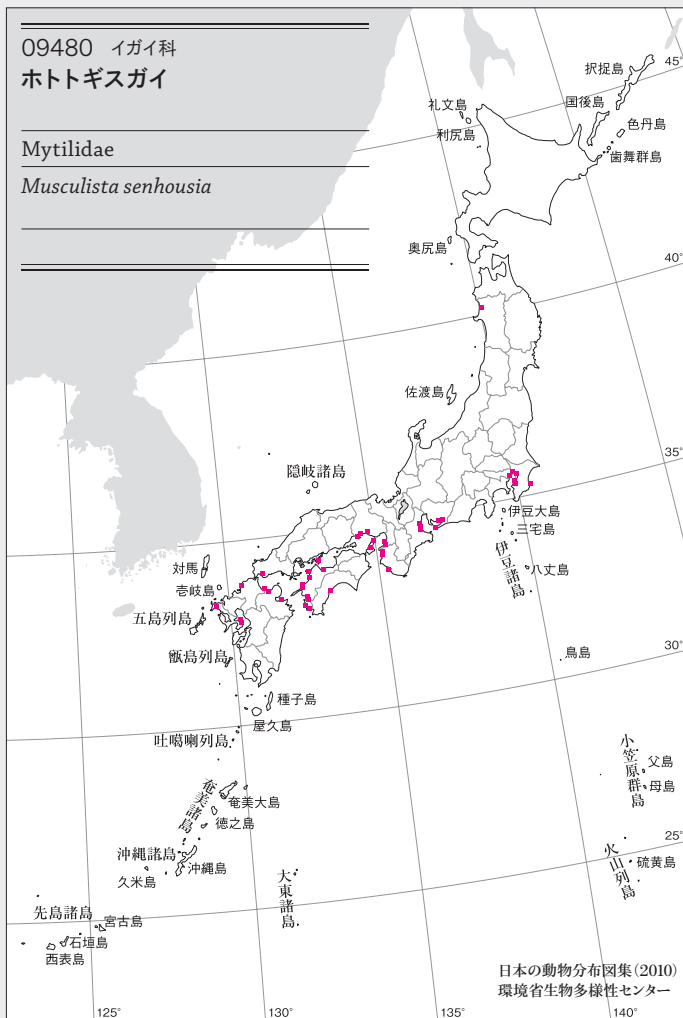 09480 イガイ科
ホトトギスガイ
Mytilidae
Musculista senhousia
45°
択捉島
国後島
礼文島
色丹島
利尻島
歯舞群島
奥尻島
40°
佐渡島
35°
隠岐諸島
伊豆大島
三宅島
伊豆諸島
八丈島
対馬
壱岐島
五島列島
甑島列島
鳥島
30°
種子島
屋久島
吐噶喇列島
小笠原群島
父島
母島
奄美諸島
奄美大島
徳之島
25°
沖縄諸島
沖縄島
久米島
火山列島
硫黄島
大東諸島
先島諸島
宮古島
石垣島
西表島
日本の動物分布図集(2010)
環境省生物多様性センター
125°
130°
135°
140°